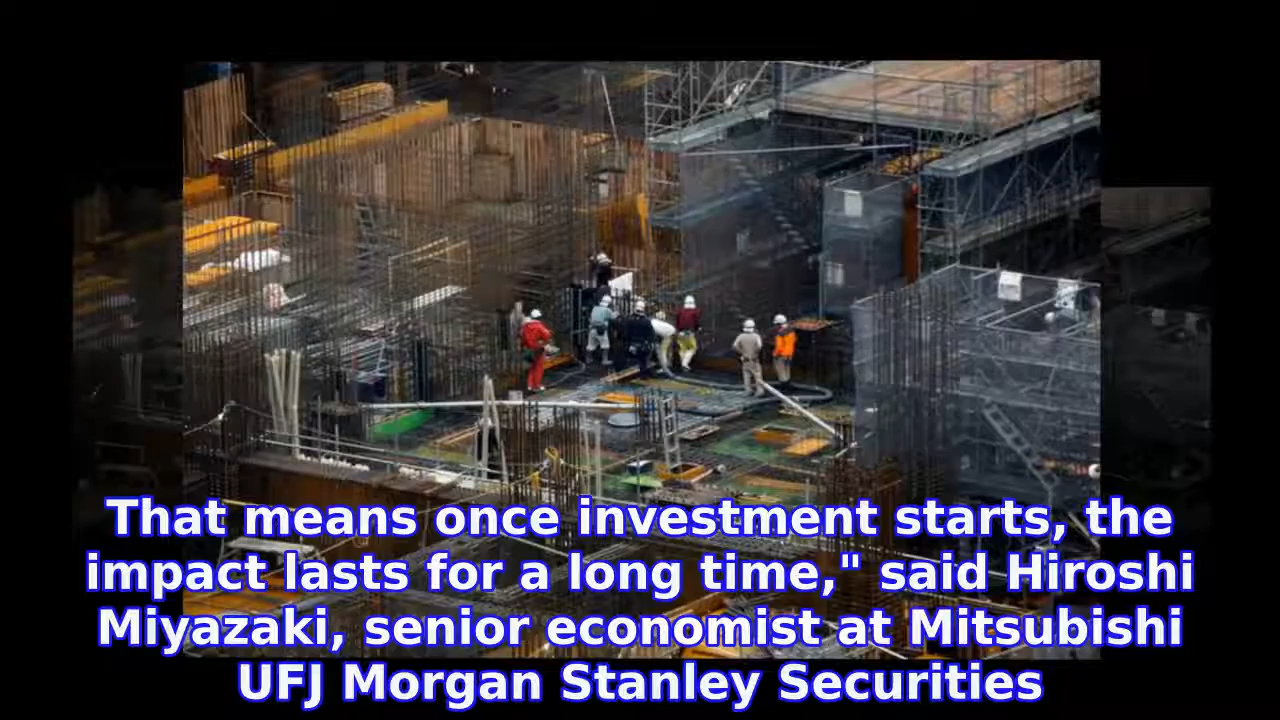 That means once investment starts, the
impact lasts for a long time," said Hiroshi
Miyazaki, senior economist at Mitsubishi
UFJ Morgan Stanley Securities